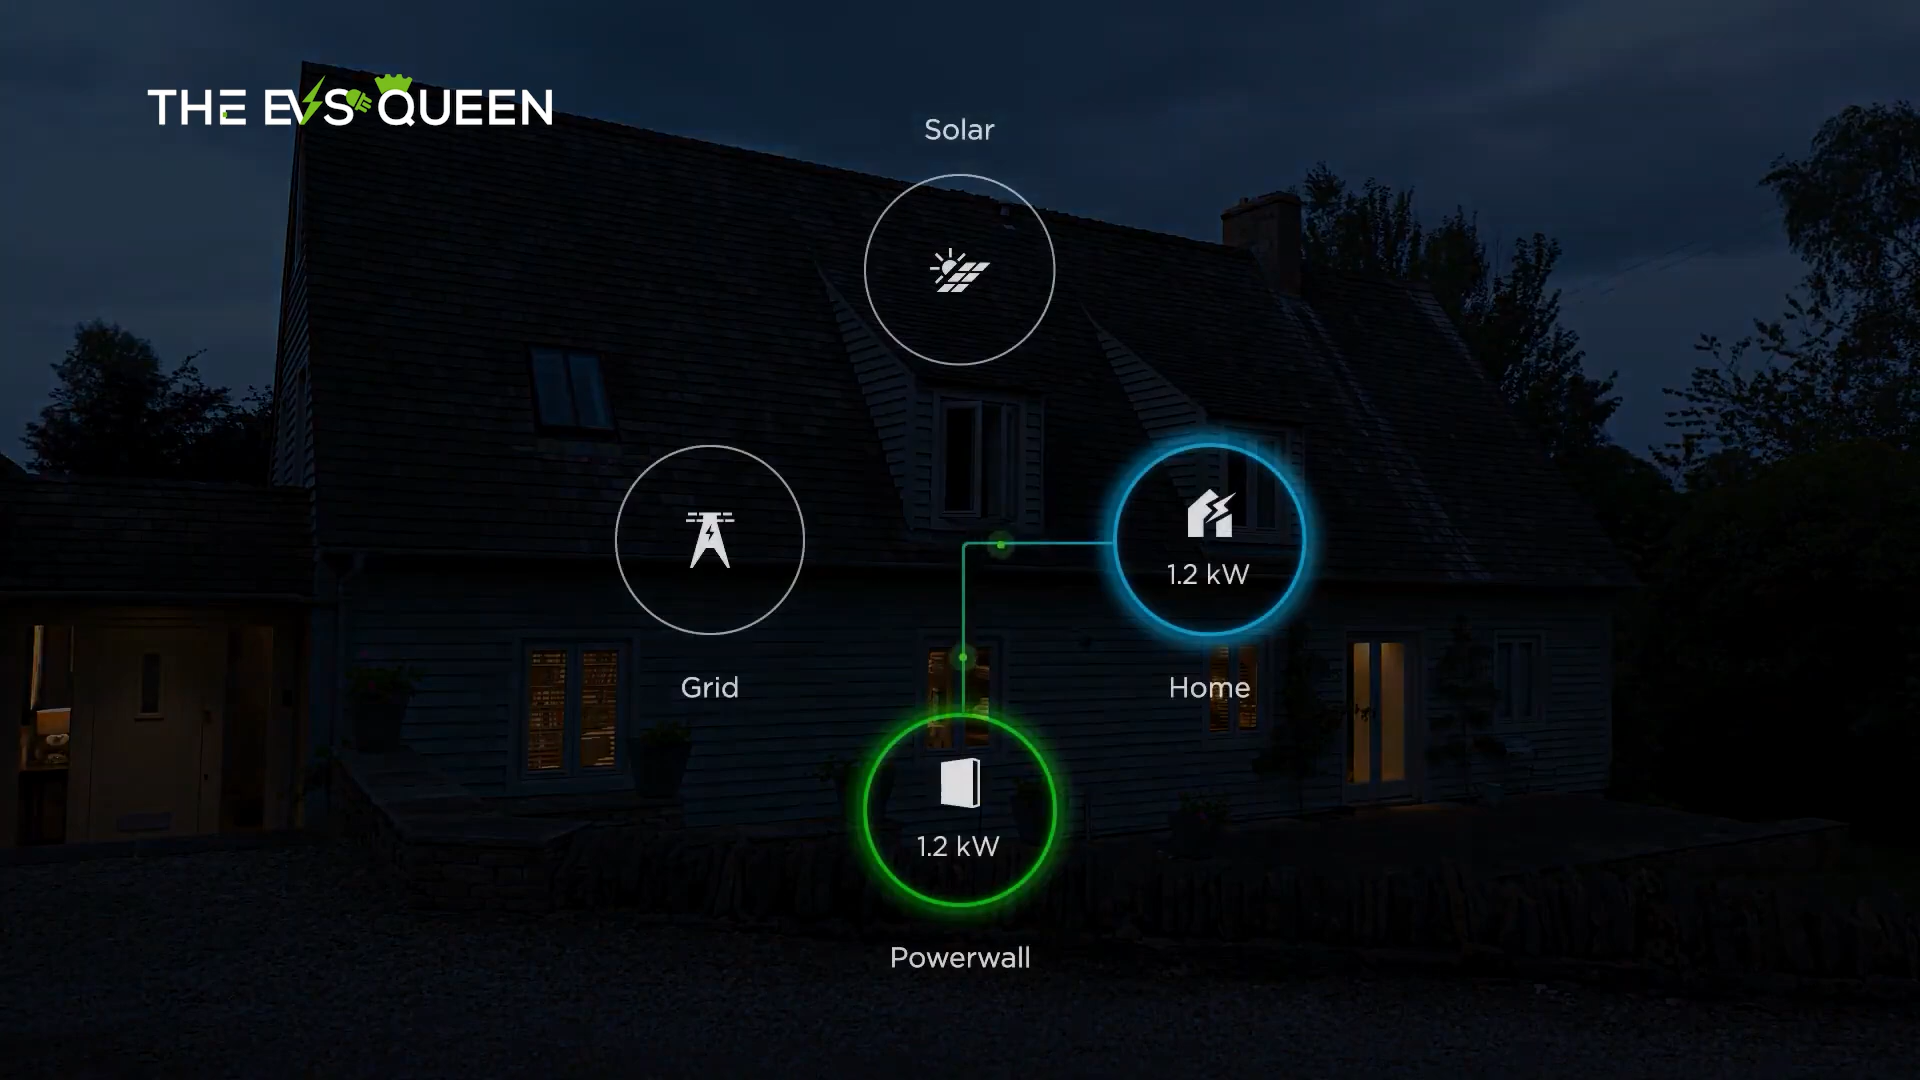 THE EVS QUEEN
Solar
1.2 kW
Grid
Home
1.2 kW
Powerwall